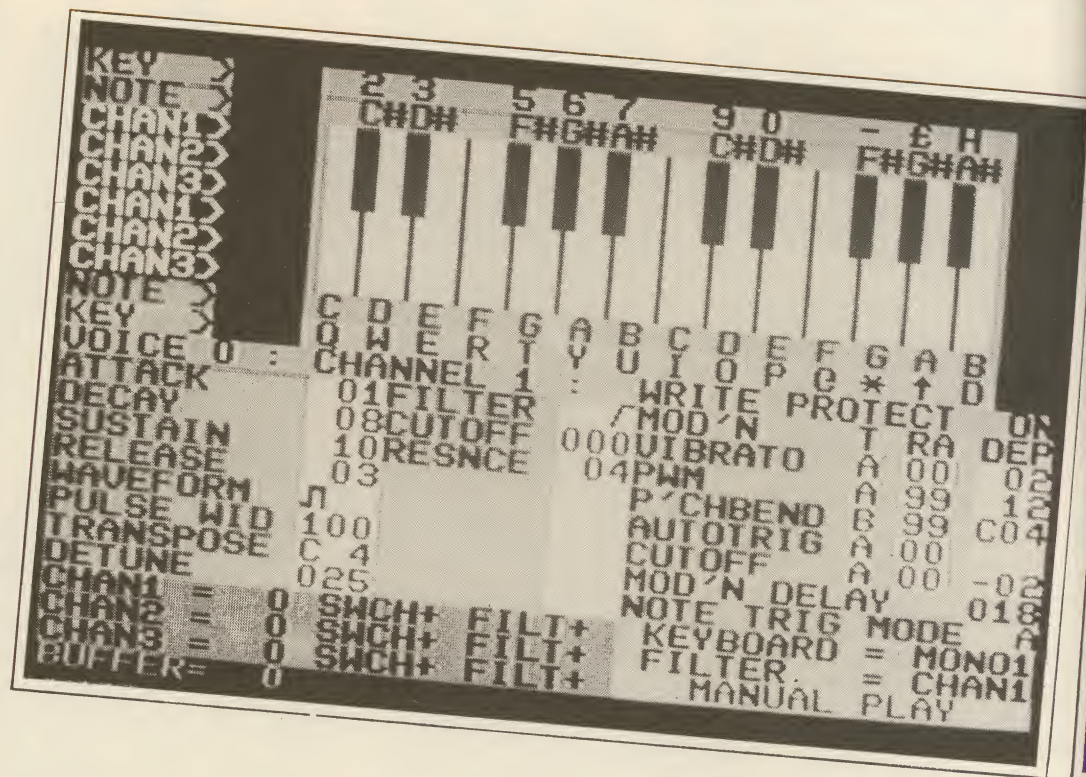 KEY > 2 3 5 6 7 9 0 - £ H
NOTE > C#D# F#G#A# C#D# F#G#A#
CHAN1>
CHAN2>
CHAN3>
CHAN1>
CHAN2>
CHAN3>
NOTE > C D E F G A B C D E F G A B
KEY > Q W E R T Y U I O P @ * ↑ D
VOICE 0 : CHANNEL 1 : WRITE PROTECT ON
ATTACK 01FILTER MOD'N T RA DEP
DECAY 08CUTOFF 000VIBRATO A 00 02
SUSTAIN 10RESNCE 04PWM A 99 12
RELEASE 03 P'CHBEND B 99 C04
WAVEFORM AUTOTRIG A 00
PULSE WID 100 CUTOFF A 00 -02
TRANSPOSE C 4 MOD'N DELAY 018
DETUNE 025 NOTE TRIG MODE A
CHAN1 = 0 SWCH+ FILT+ KEYBOARD = MONO1
CHAN2 = 0 SWCH+ FILT+ FILTER = CHAN1
CHAN3 = 0 SWCH+ FILT+ MANUAL PLAY
BUFFER= 0